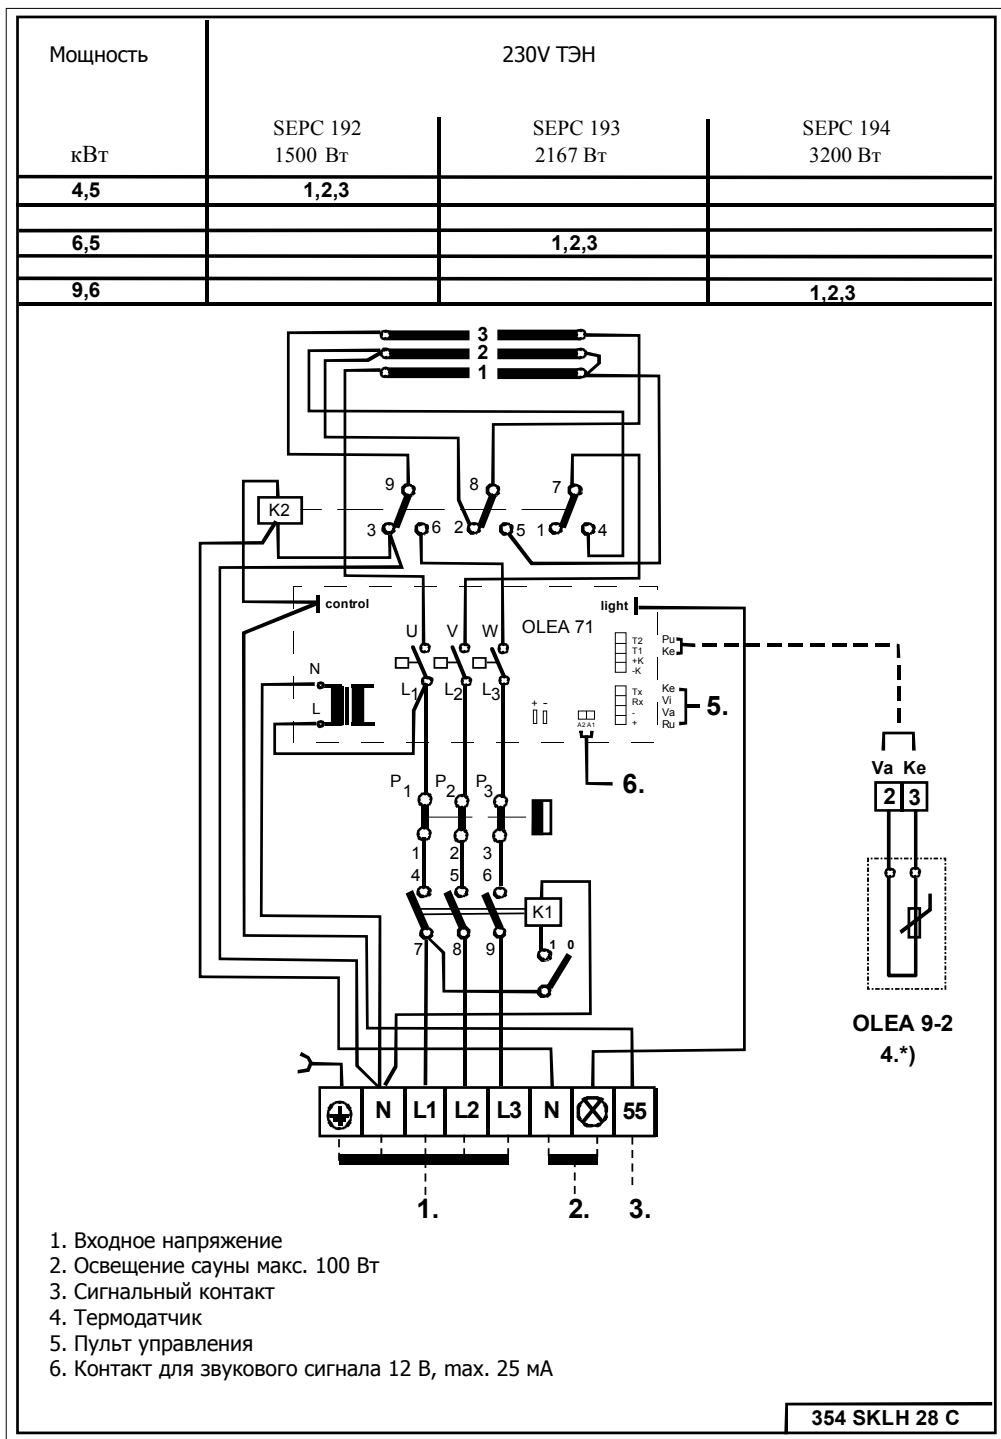 Мощность 230V ТЭН
SEPC 192 SEPC 193 SEPC 194
кВт 1500 Вт 2167 Вт 3200 Вт
4,5 1,2,3
6,5 1,2,3
9,6 1,2,3
3
2
1
9 8 7
K2
3 6 2 5 1 4
control light
U V W OLEA 71
T2 Pu
T1 Ke
+K
-K
N
L1 L2 L3
L
Tx Ke
Rx Vi
- Va
+ Ru
5.
+ -
A2 A1
6.
P1 P2 P3
Va Ke
2 3
1 2 3
4 5 6
K1
7 8 9
1 0
OLEA 9-2
4.*)
N L1 L2 L3 N 55
1. 2. 3.
1. Входное напряжение
2. Освещение сауны макс. 100 Вт
3. Сигнальный контакт
4. Термодатчик
5. Пульт управления
6. Контакт для звукового сигнала 12 В, max. 25 мА
354 SKLH 28 C